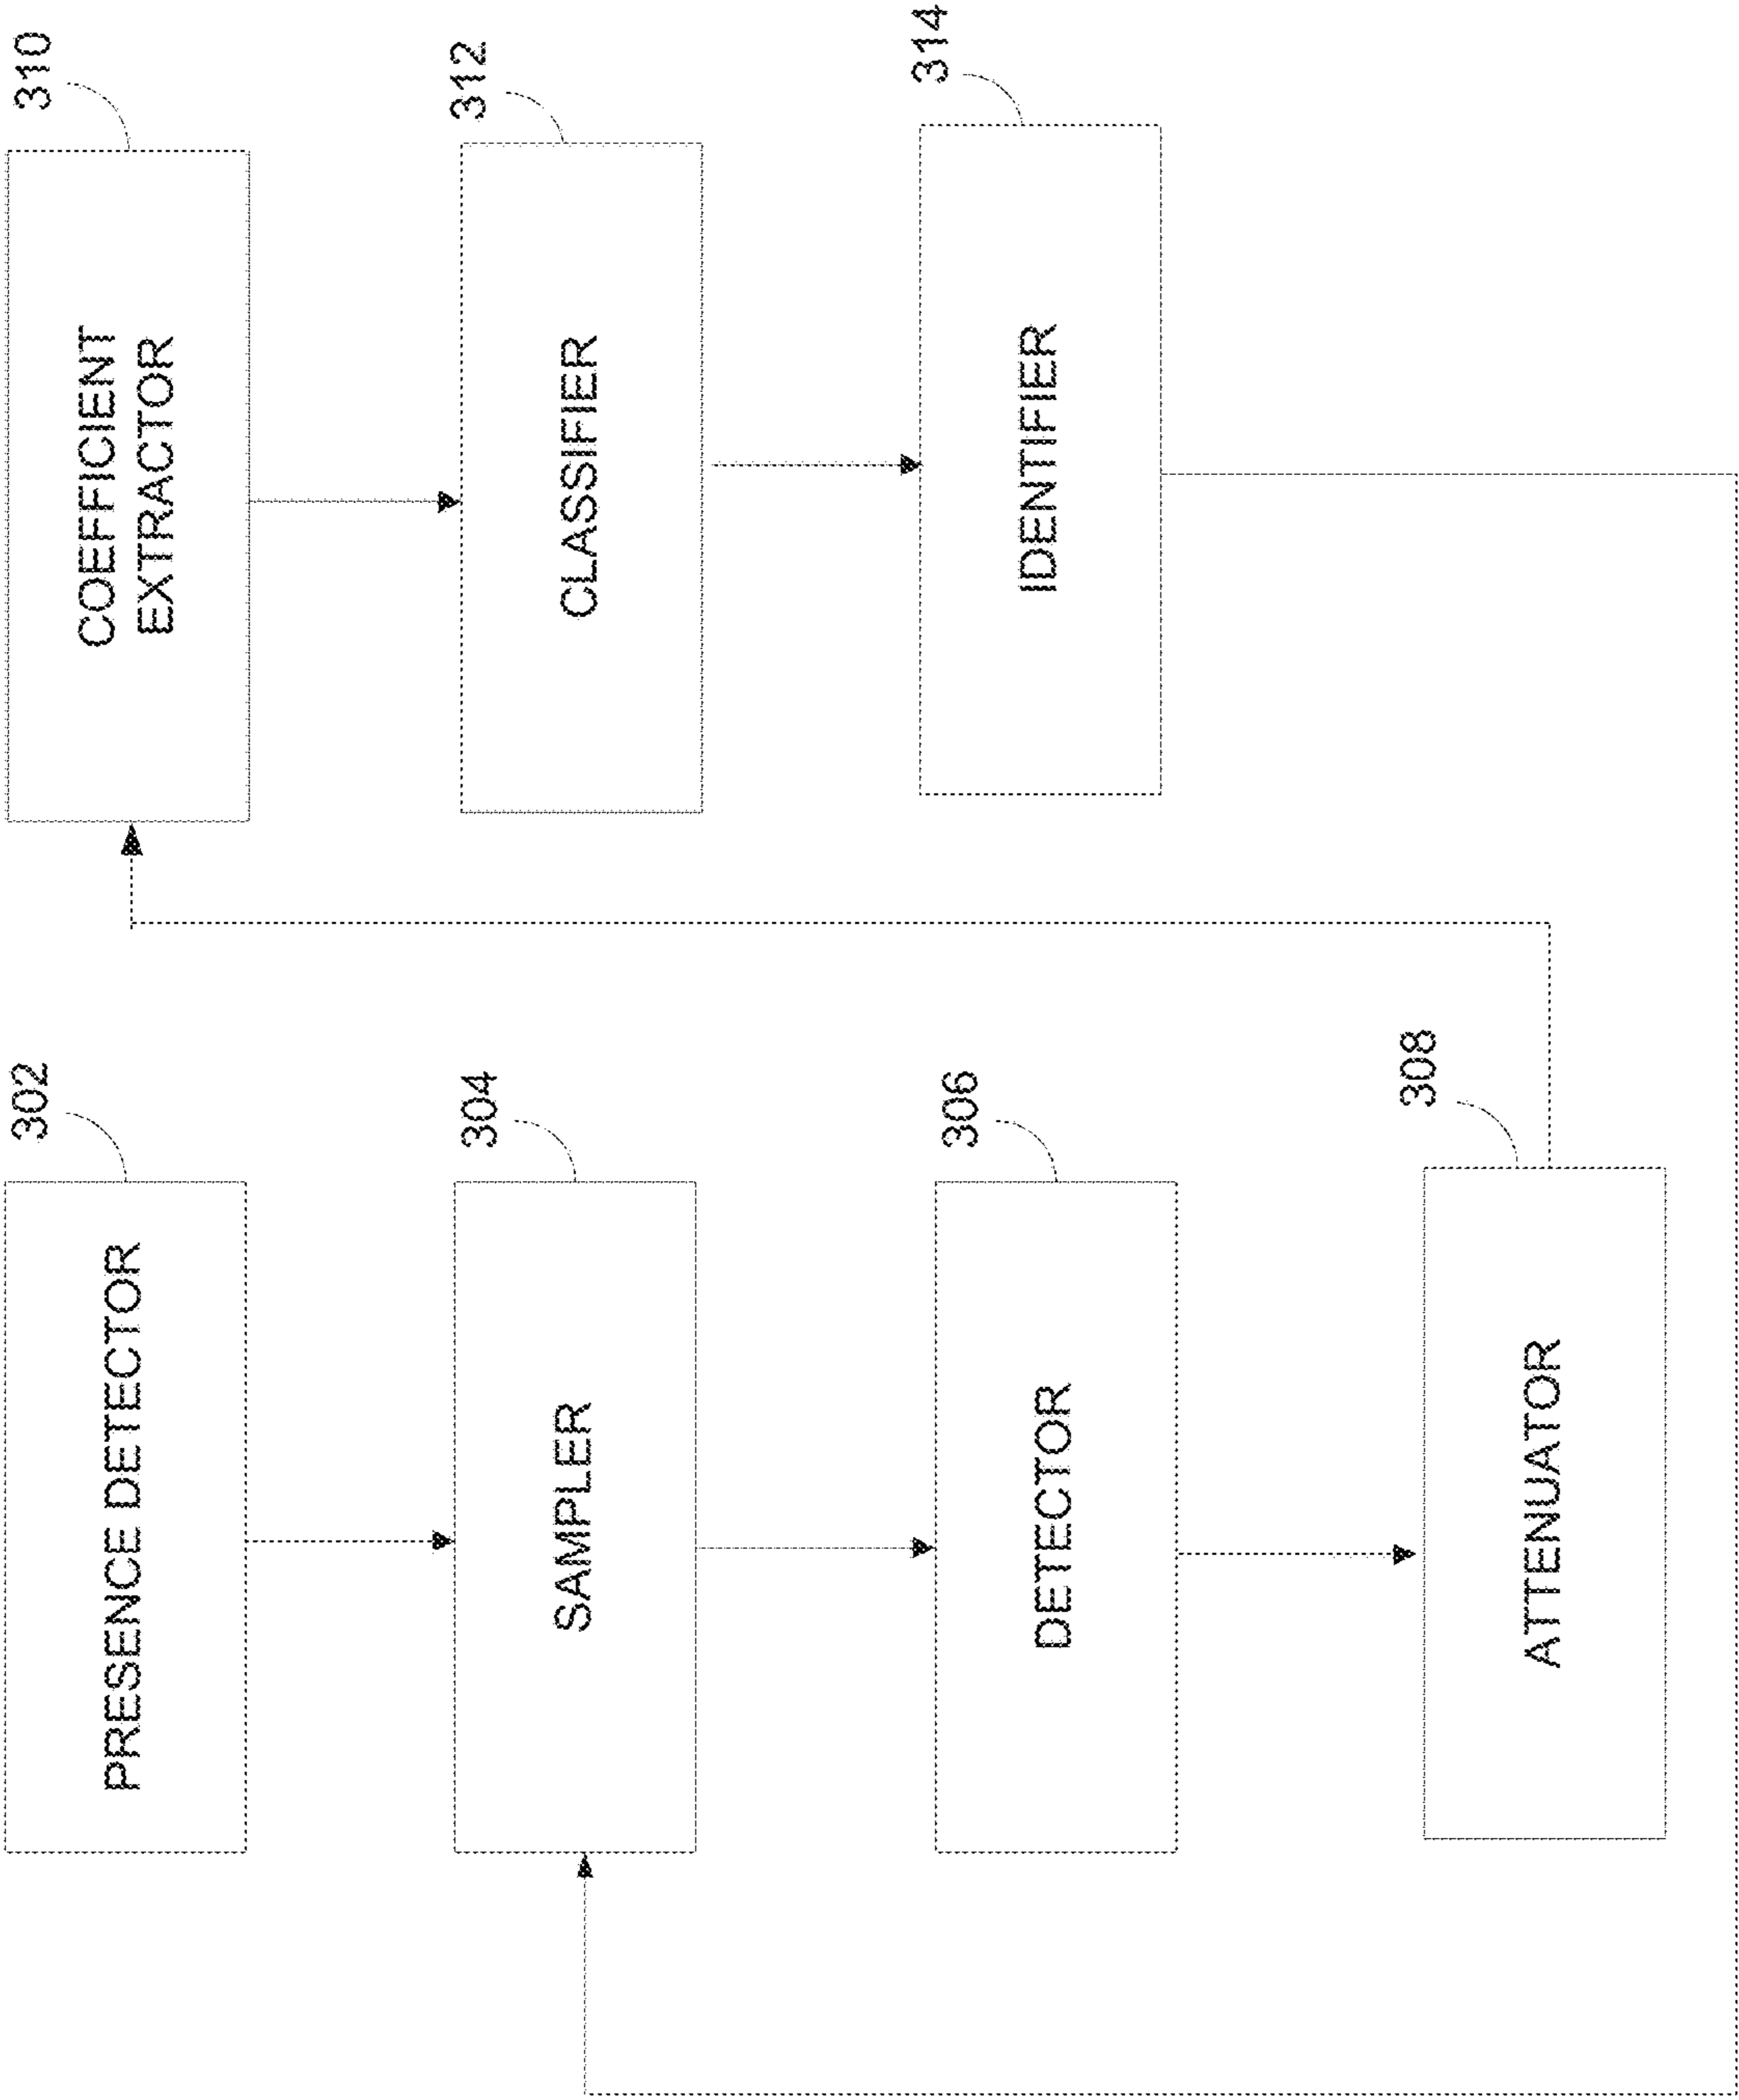 302
PRESENCE DETECTOR
304
SAMPLER
306
DETECTOR
308
ATTENUATOR
310
COEFFICIENT
EXTRACTOR
312
CLASSIFIER
314
IDENTIFIER